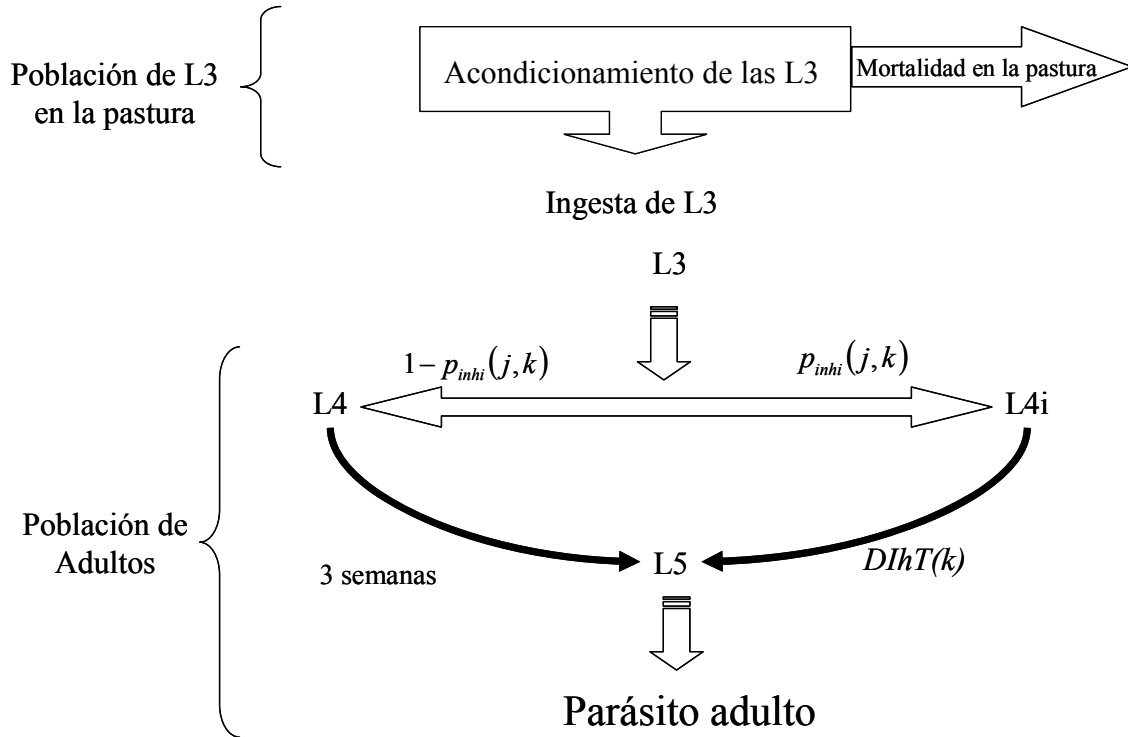 Población de L3
en la pastura
Acondicionamiento de las L3
Mortalidad en la pastura
Ingesta de L3
L3
1 − p_inhi(j,k)
p_inhi(j,k)
L4
L4i
Población de
Adultos
3 semanas
L5
DIhT(k)
Parásito adulto